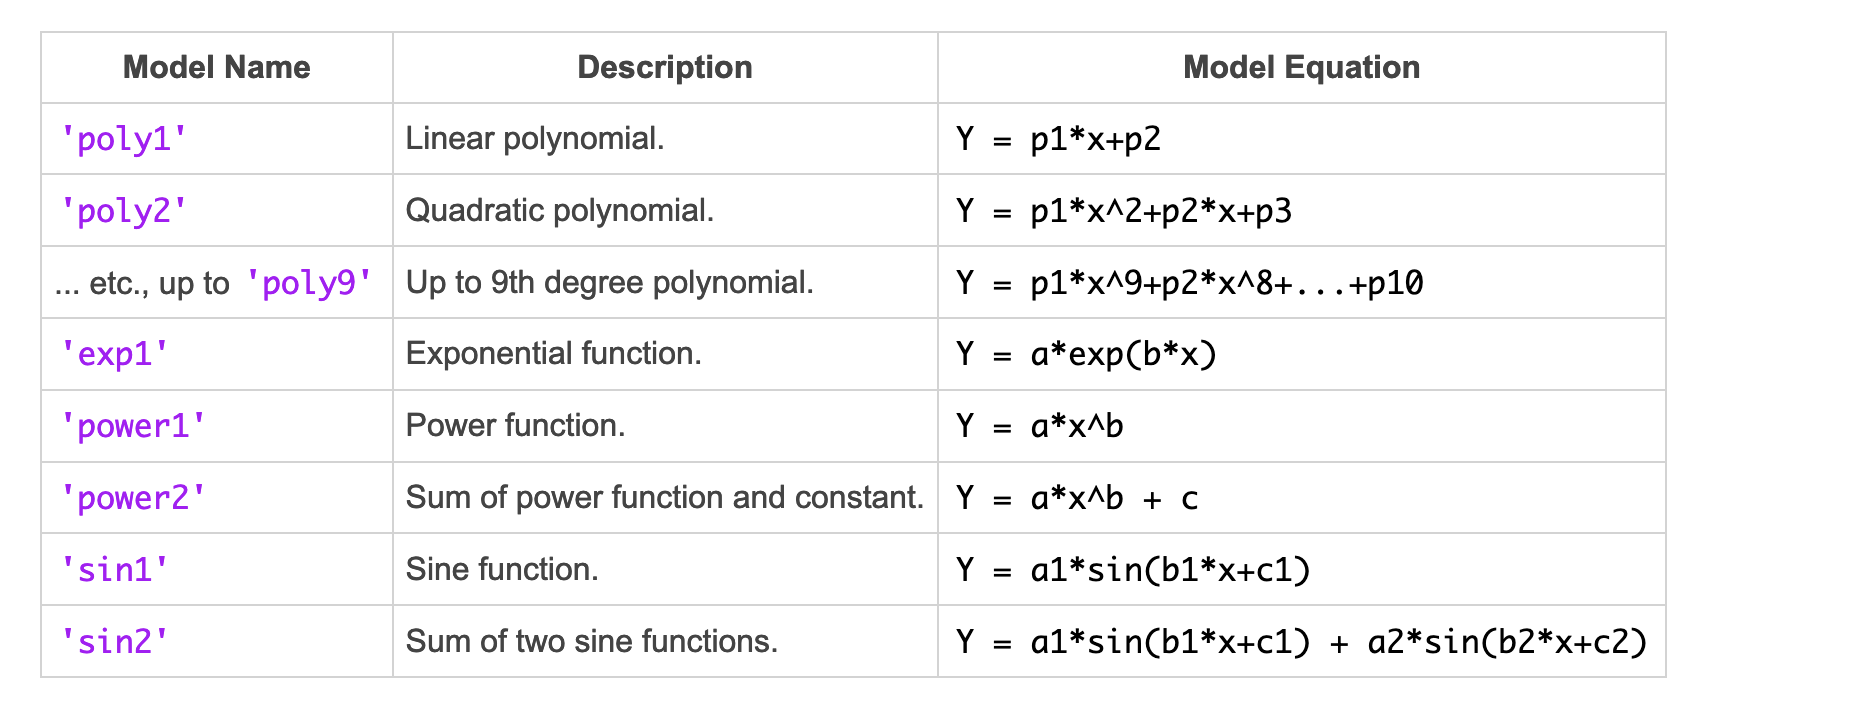 Model Name Description Model Equation
'poly1' Linear polynomial. Y = p1*x+p2
'poly2' Quadratic polynomial. Y = p1*x^2+p2*x+p3
... etc., up to 'poly9' Up to 9th degree polynomial. Y = p1*x^9+p2*x^8+...+p10
'exp1' Exponential function. Y = a*exp(b*x)
'power1' Power function. Y = a*x^b
'power2' Sum of power function and constant. Y = a*x^b + c
'sin1' Sine function. Y = a1*sin(b1*x+c1)
'sin2' Sum of two sine functions. Y = a1*sin(b1*x+c1) + a2*sin(b2*x+c2)